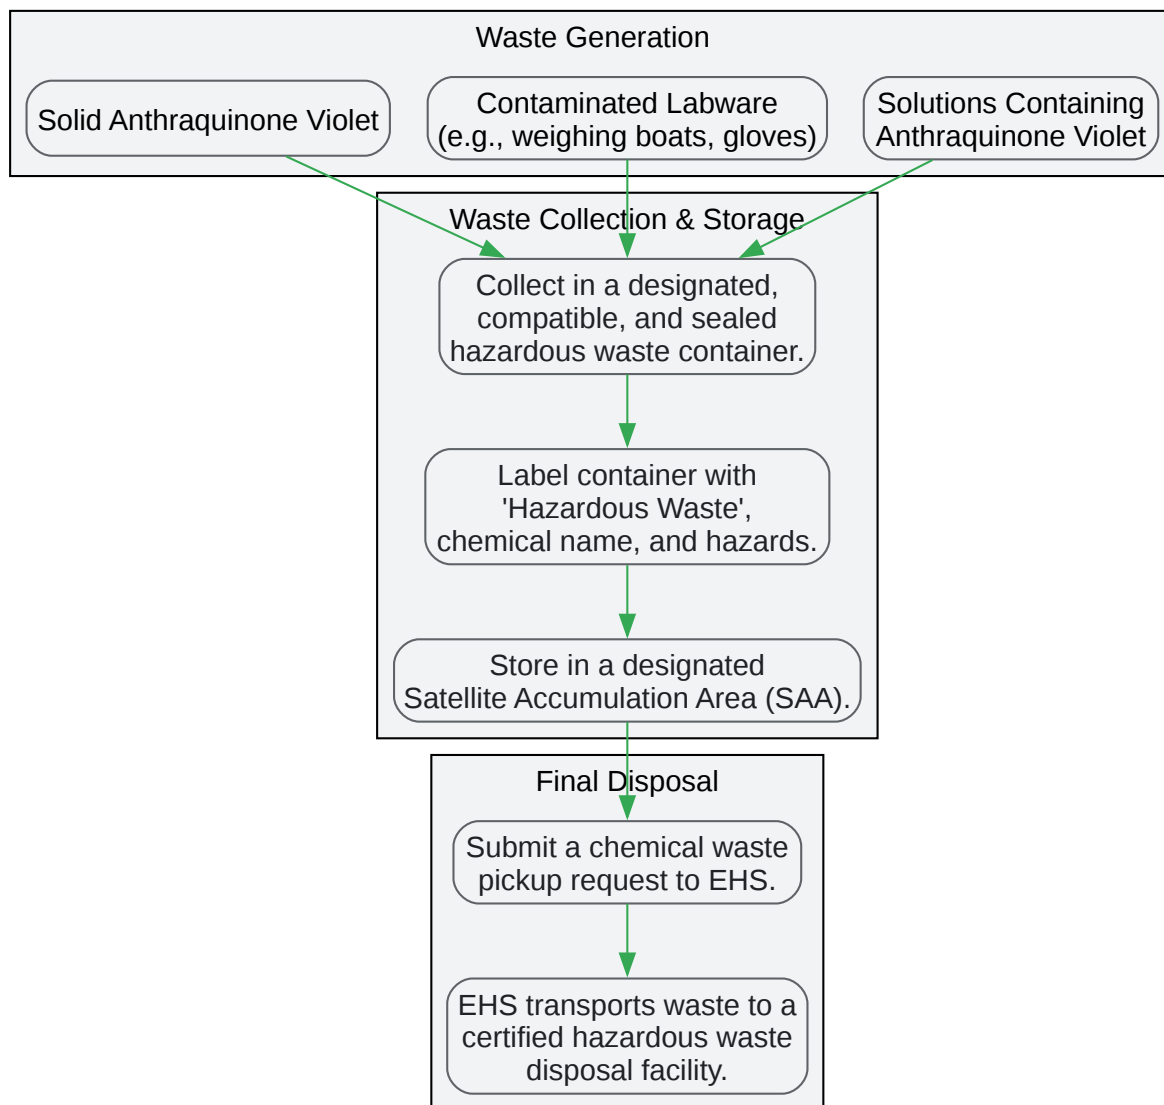 Waste Generation
Solid Anthraquinone Violet
Contaminated Labware
(e.g., weighing boats, gloves)
Solutions Containing
Anthraquinone Violet
Waste Collection & Storage
Collect in a designated,
compatible, and sealed
hazardous waste container.
Label container with
'Hazardous Waste',
chemical name, and hazards.
Store in a designated
Satellite Accumulation Area (SAA).
Final Disposal
Submit a chemical waste
pickup request to EHS.
EHS transports waste to a
certified hazardous waste
disposal facility.